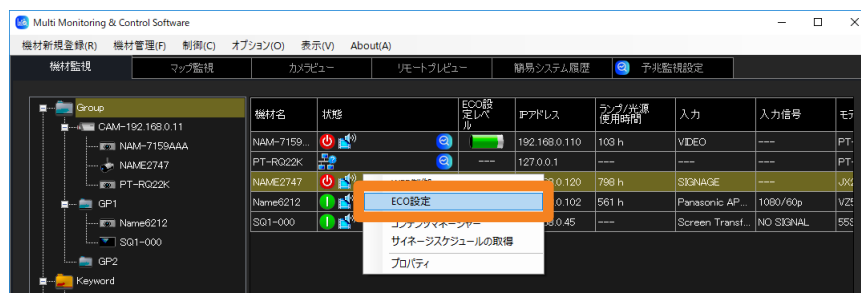 Multi Monitoring & Control Software
機材新規登録(R) 機材管理(F) 制御(C) オプション(O) 表示(V) About(A)
機材監視 マップ監視 カメラビュー リモートプレビュー 簡易システム履歴 予兆監視設定
Group
CAM-192.168.0.11
NAM-7159AAA
NAME2747
PT-RQ22K
GP1
Name6212
SQ1-000
GP2
Keyword
機材名 状態 ECO設定レベル IPアドレス ランプ/光源使用時間 入力 入力信号 モデ
NAM-7159... 192.168.0.110 103 h VIDEO --- PT-
PT-RQ22K --- 127.0.0.1 --- --- --- PT-
NAME2747 .0.120 798 h SIGNAGE --- JX2
Name6212 .0.102 561 h Panasonic AP... 1080/60p VZ5
SQ1-000 .0.45 --- Screen Transf... NO SIGNAL 55S
ECO設定
コンテンツマネージャー
サイネージスケジュールの取得
プロパティ